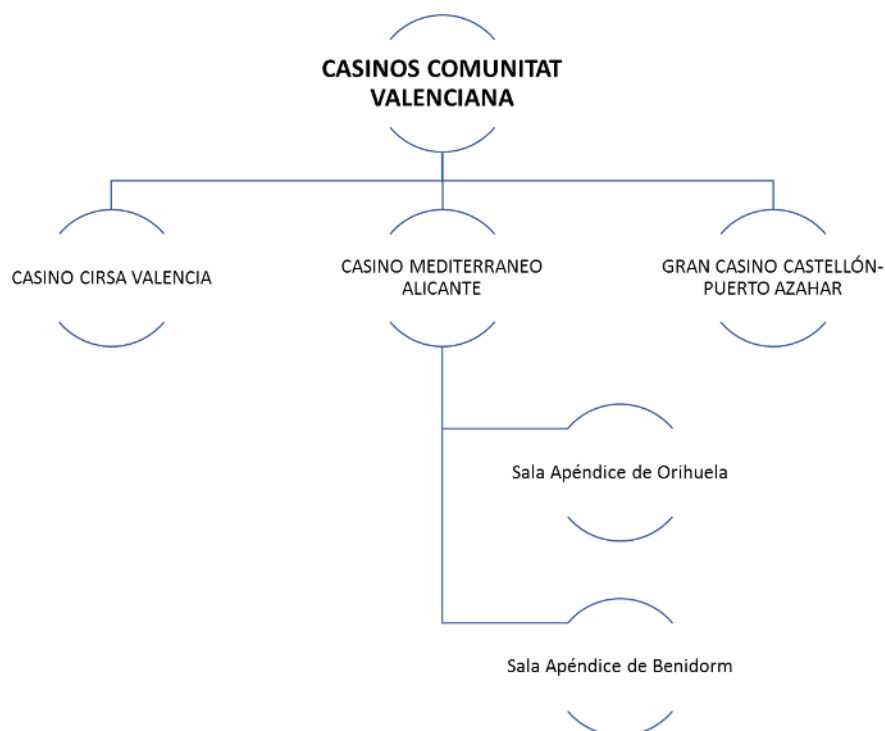 CASINOS COMUNITAT
VALENCIANA
CASINO CIRSA VALENCIA
CASINO MEDITERRANEO
ALICANTE
GRAN CASINO CASTELLÓN-
PUERTO AZAHAR
Sala Apéndice de Orihuela
Sala Apéndice de Benidorm